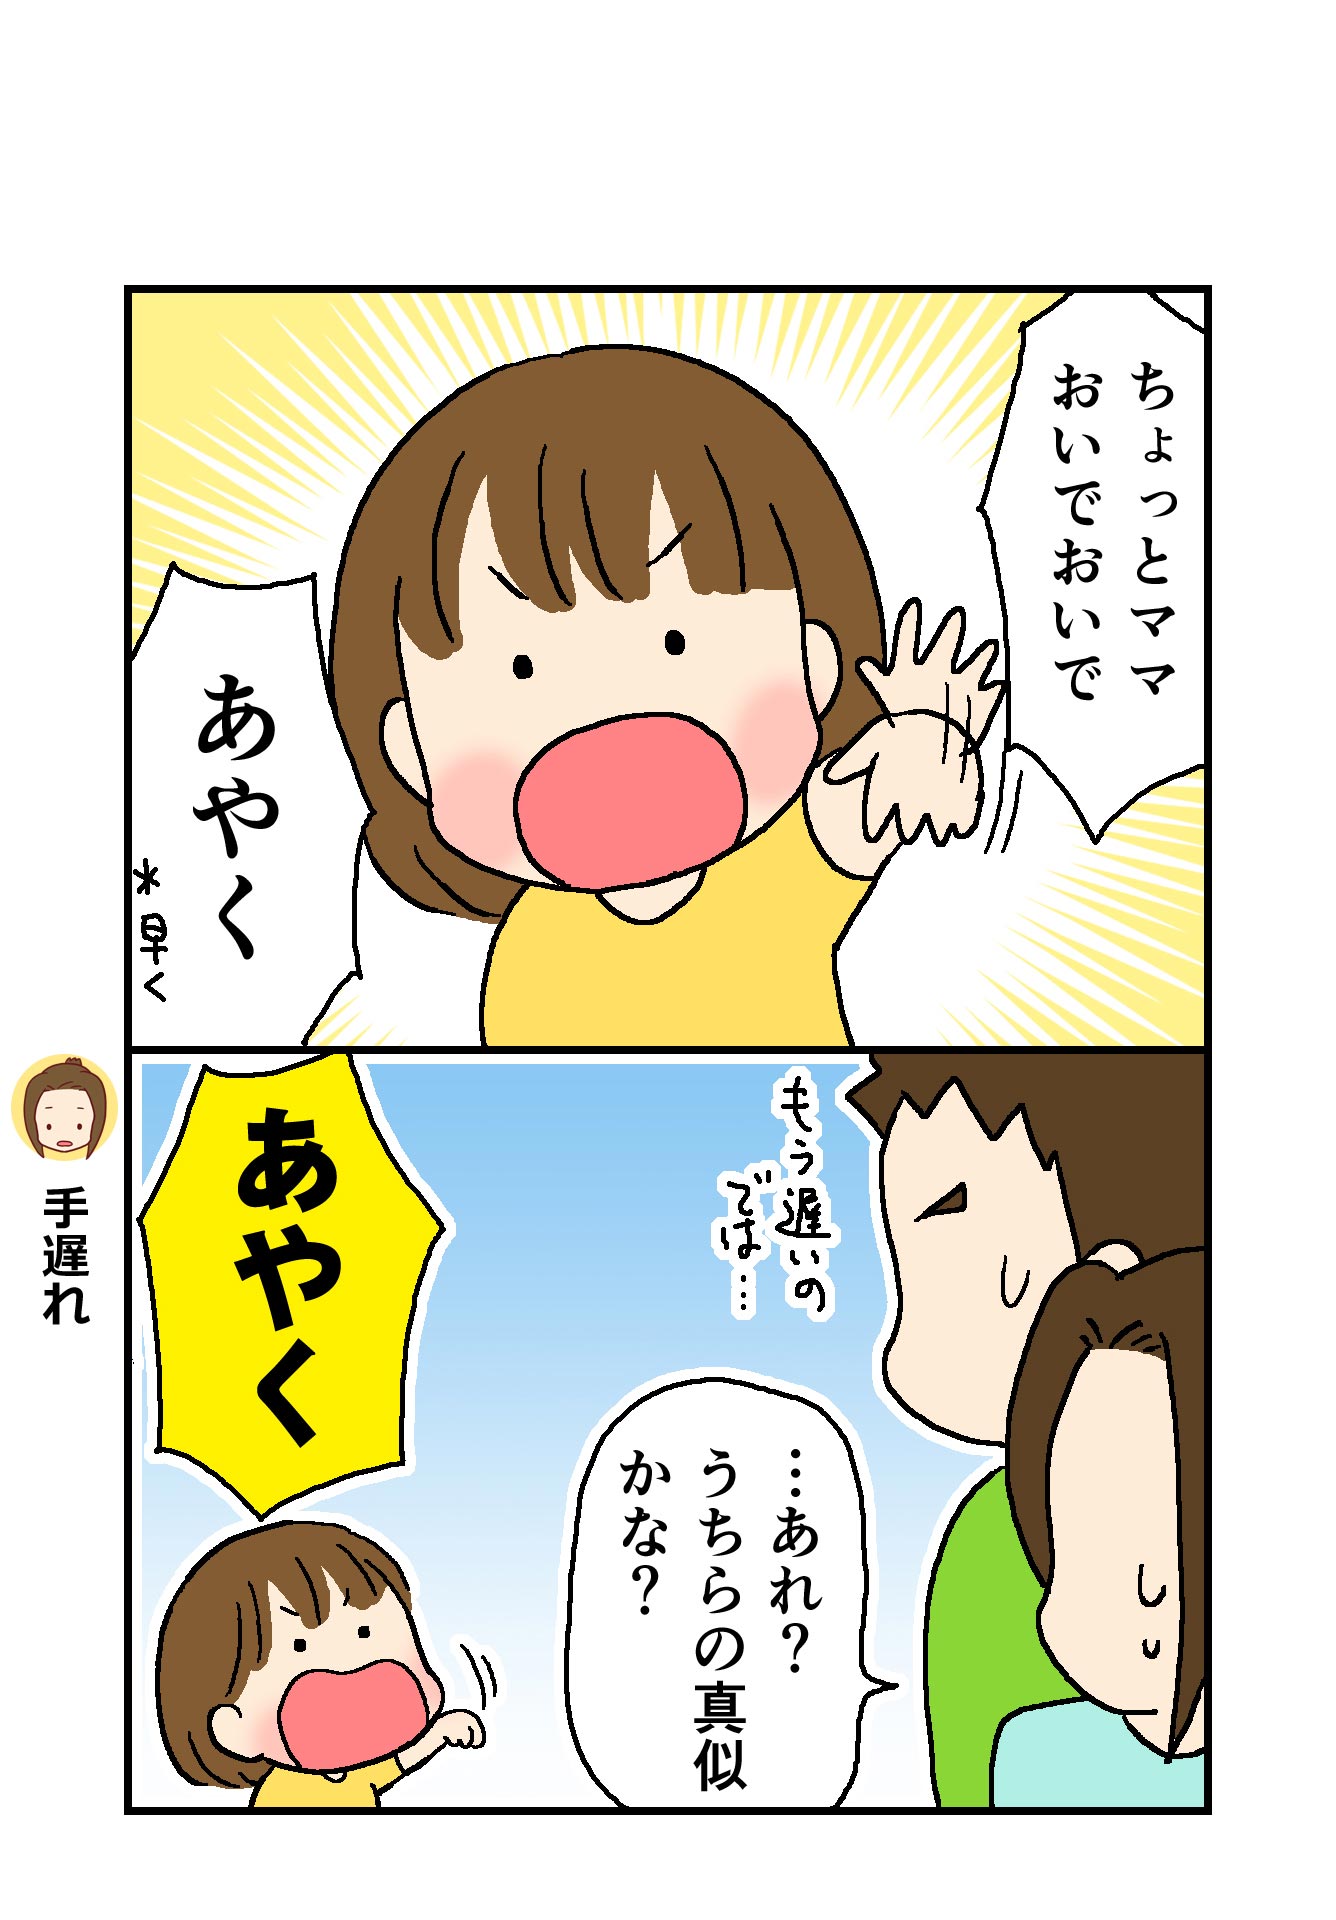 ちょっとママ
おいでおいで
あやく
*早く
もう遅いの
では…
…あれ？
うちらの真似
かな？
あやく
手遅れ